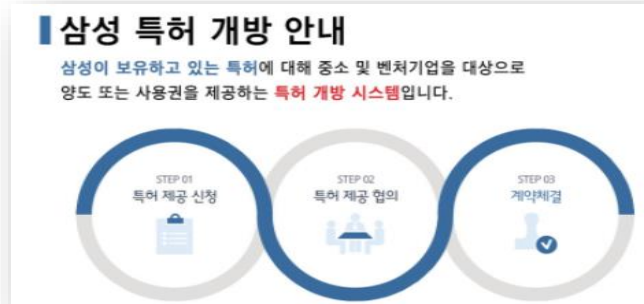 삼성 특허 개방 안내
삼성이 보유하고 있는 특허에 대해 중소 및 벤처기업을 대상으로
양도 또는 사용권을 제공하는 특허 개방 시스템입니다.
STEP 01
특허 제공 신청
STEP 02
특허 제공 협의
STEP 03
계약체결